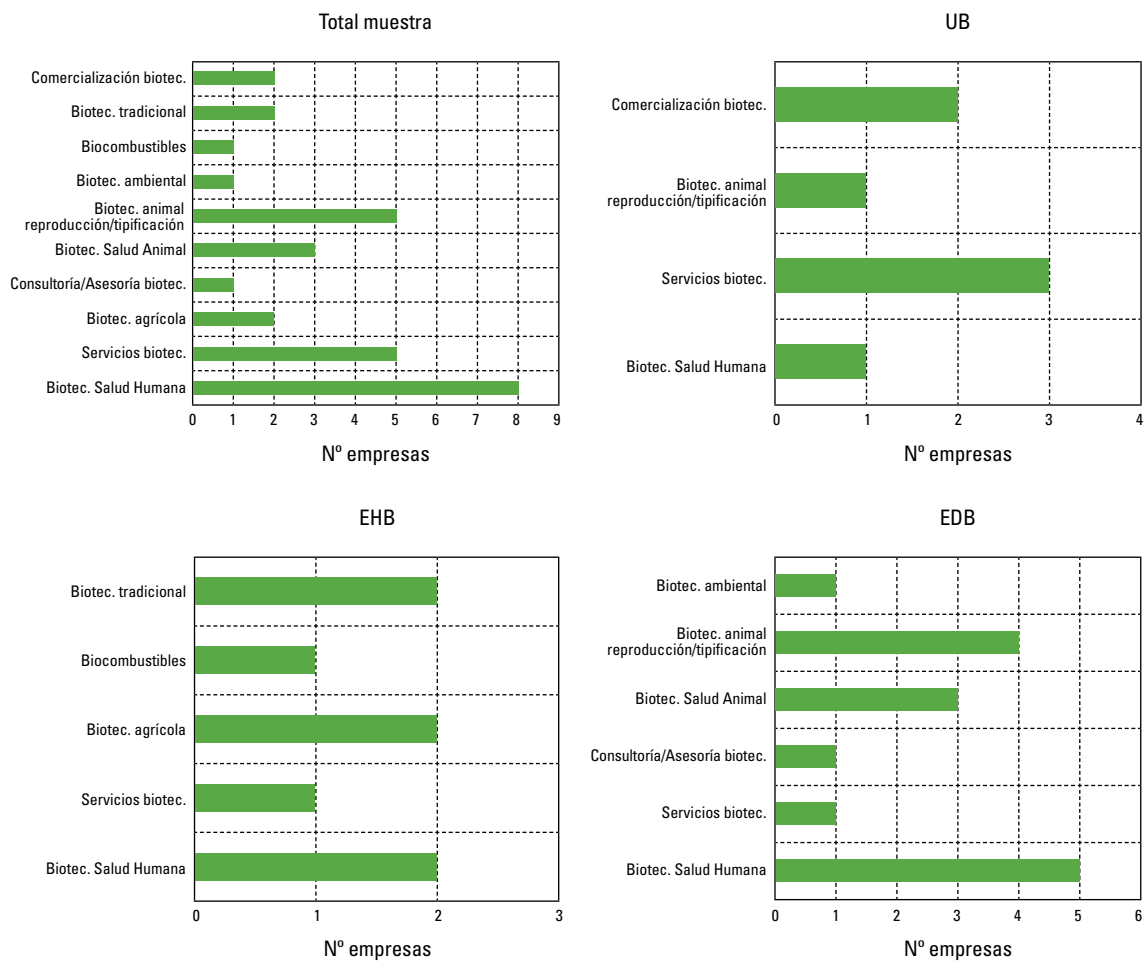 Total muestra
Comercialización biotec.
Biotec. tradicional
Biocombustibles
Biotec. ambiental
Biotec. animal
reproducción/tipificación
Biotec. Salud Animal
Consultoría/Asesoría biotec.
Biotec. agrícola
Servicios biotec.
Biotec. Salud Humana
0 1 2 3 4 5 6 7 8 9
Nº empresas
UB
Comercialización biotec.
Biotec. animal
reproducción/tipificación
Servicios biotec.
Biotec. Salud Humana
0 1 2 3 4
Nº empresas
EHB
Biotec. tradicional
Biocombustibles
Biotec. agrícola
Servicios biotec.
Biotec. Salud Humana
0 1 2 3
Nº empresas
EDB
Biotec. ambiental
Biotec. animal
reproducción/tipificación
Biotec. Salud Animal
Consultoría/Asesoría biotec.
Servicios biotec.
Biotec. Salud Humana
0 1 2 3 4 5 6
Nº empresas